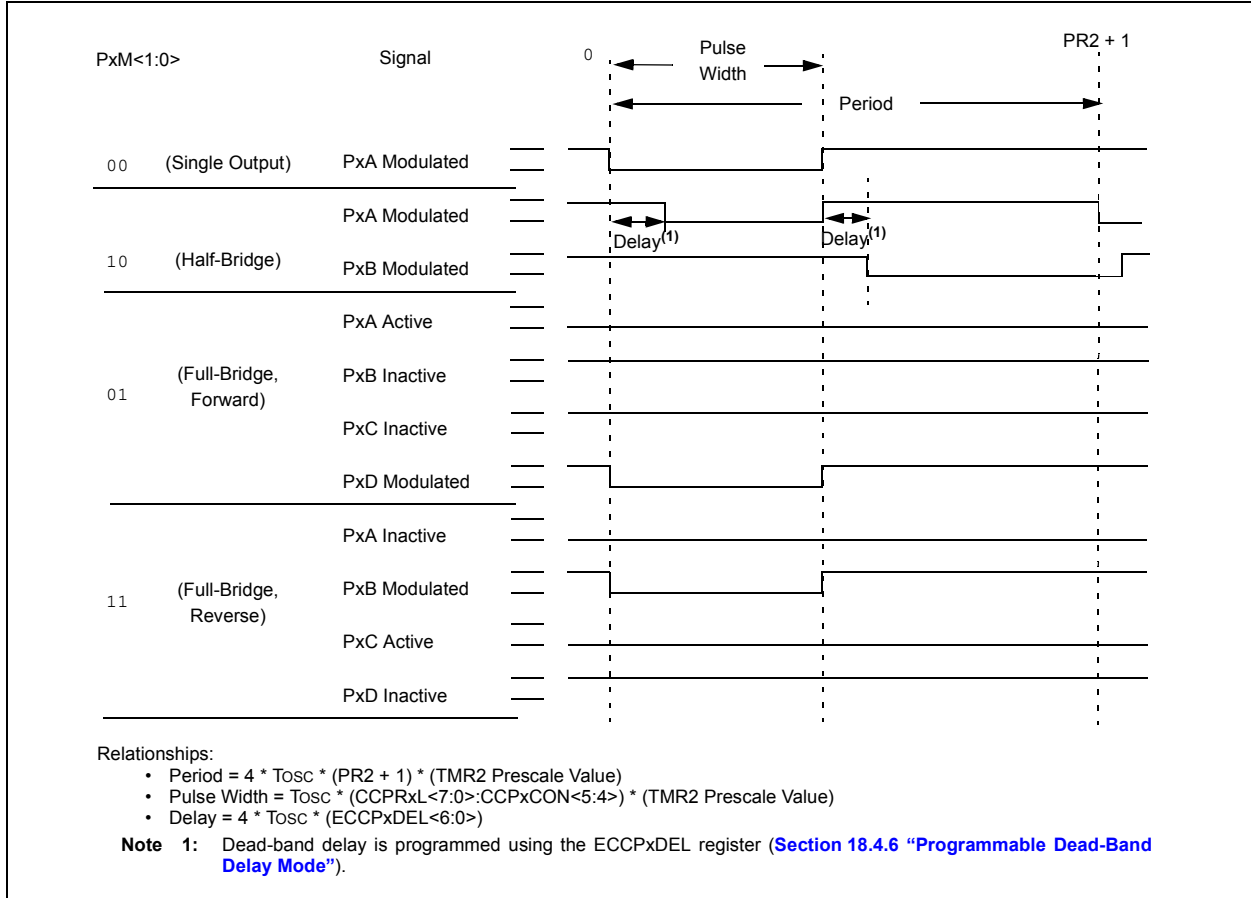 PxM<1:0>
Signal
0
Pulse
Width
PR2 + 1
Period
00
(Single Output)
PxA Modulated
10
(Half-Bridge)
PxA Modulated
Delay(1)
Delay(1)
PxB Modulated
01
(Full-Bridge,
Forward)
PxA Active
PxB Inactive
PxC Inactive
PxD Modulated
11
(Full-Bridge,
Reverse)
PxA Inactive
PxB Modulated
PxC Active
PxD Inactive
Relationships:
• Period = 4 * TOSC * (PR2 + 1) * (TMR2 Prescale Value)
• Pulse Width = TOSC * (CCPRxL<7:0>:CCPxCON<5:4>) * (TMR2 Prescale Value)
• Delay = 4 * TOSC * (ECCPxDEL<6:0>)
Note 1: Dead-band delay is programmed using the ECCPxDEL register (Section 18.4.6 “Programmable Dead-Band
Delay Mode”).